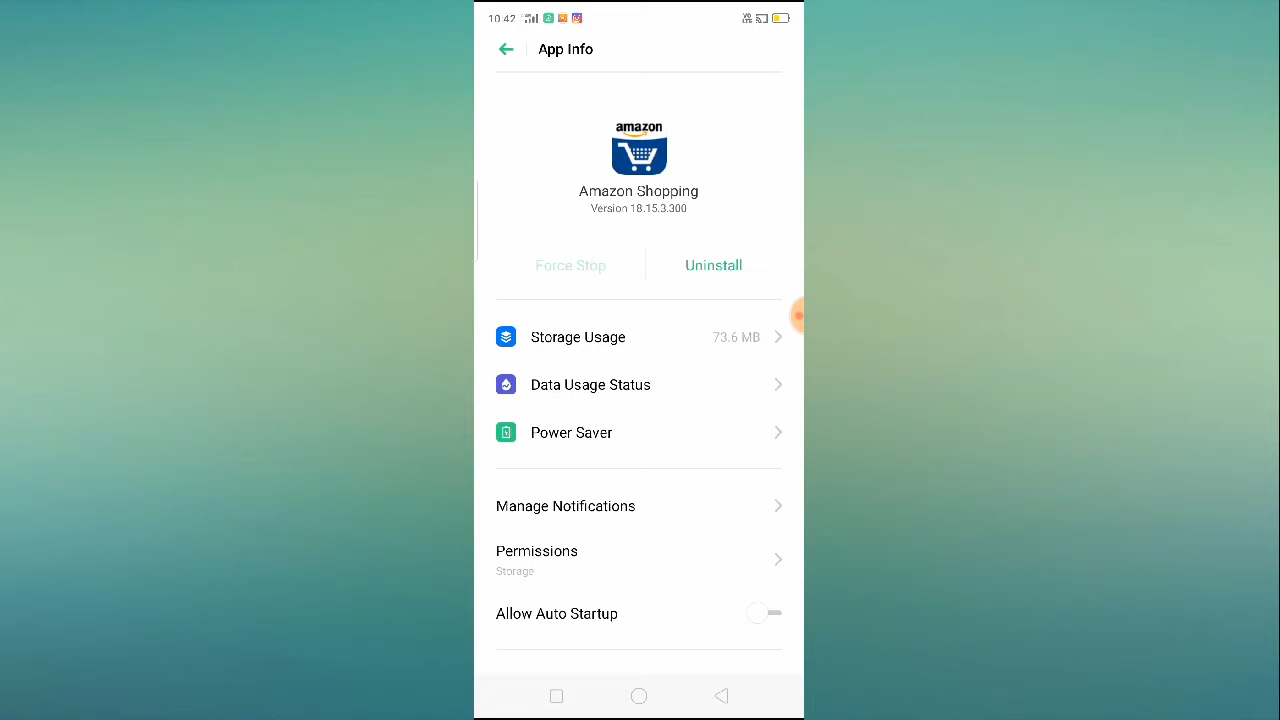 10:42
App Info
amazon
Amazon Shopping
Version 18.15.3.300
Force Stop
Uninstall
Storage Usage 73.6 MB
Data Usage Status
Power Saver
Manage Notifications
Permissions
Storage
Allow Auto Startup